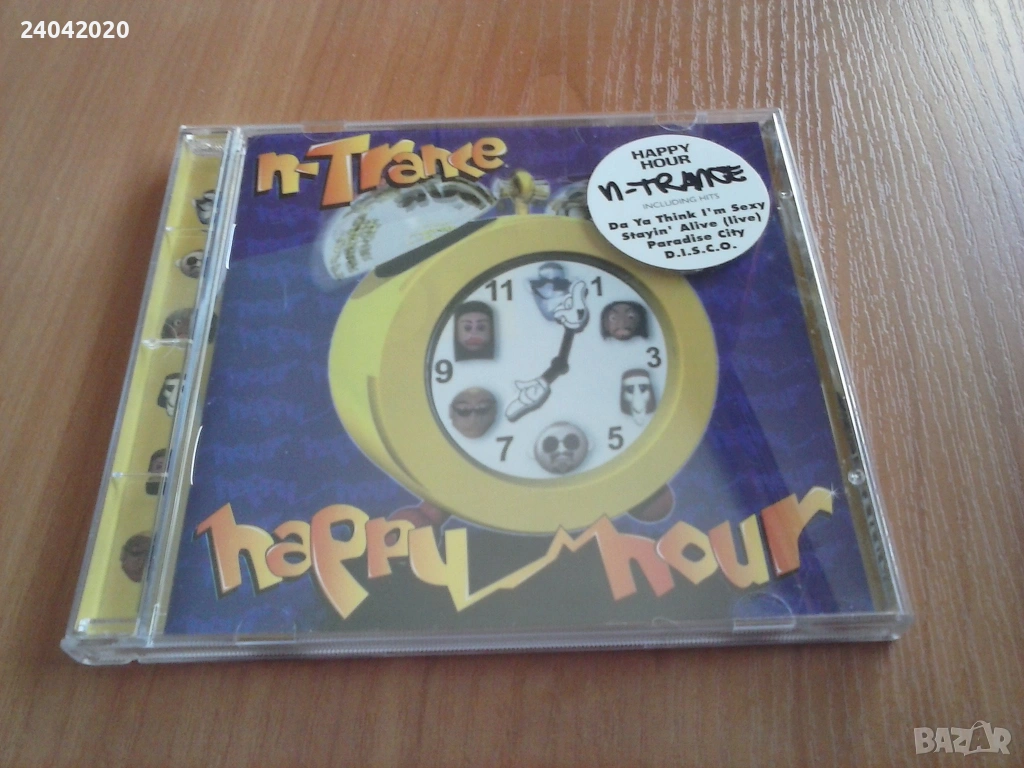 24042020
n-Trance
HAPPY
HOUR
N-TRANCE
INCLUDING HITS
Da Ya Think I'm Sexy
Stayin' Alive (live)
Paradise City
D.I.S.C.O.
11
1
9
3
7
5
happy hour
BAZAR